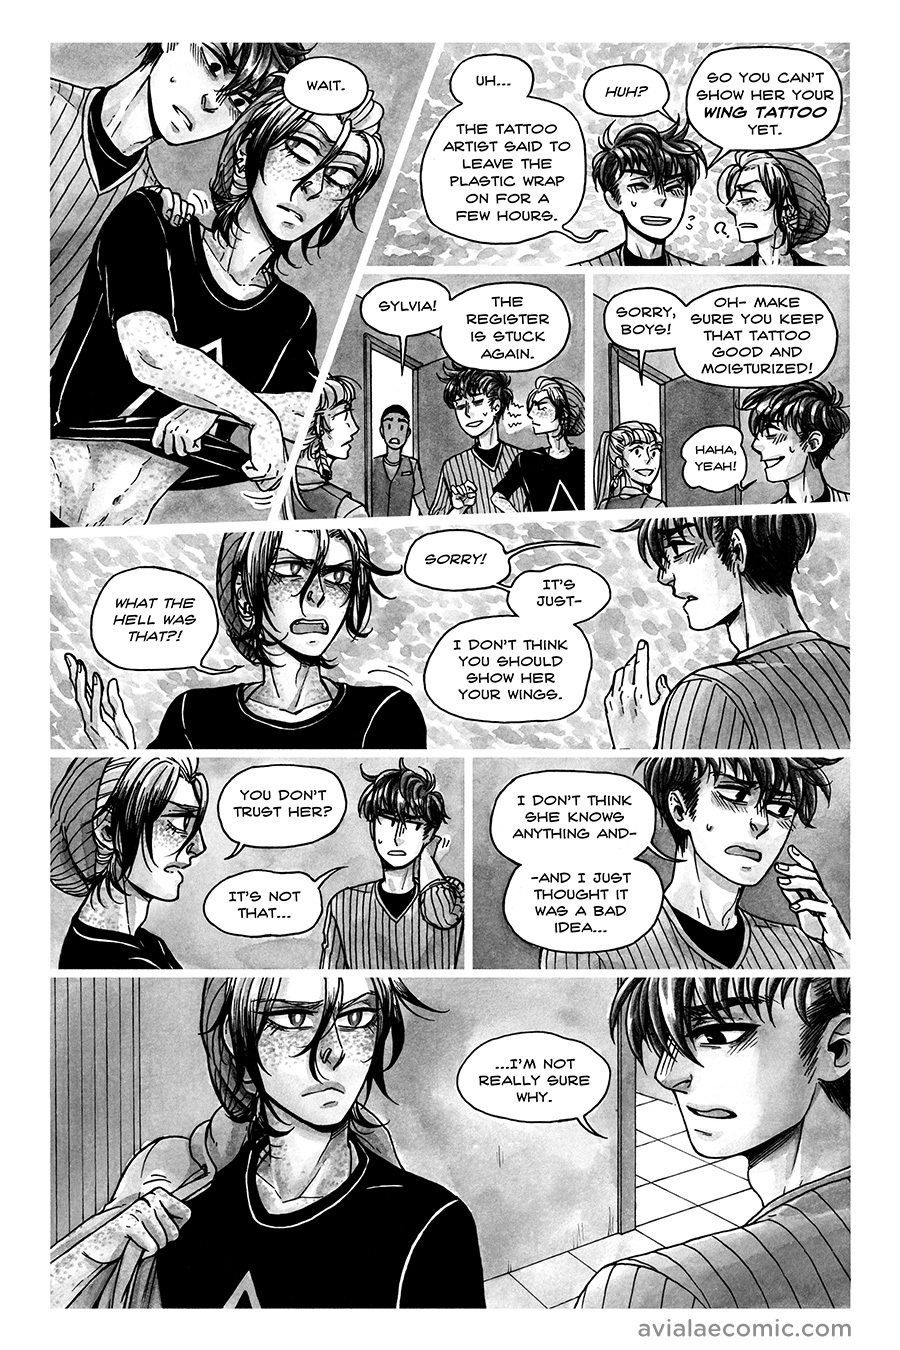 WAIT.
UH...
THE TATTOO
ARTIST SAID TO
LEAVE THE
PLASTIC WRAP
ON FOR A
FEW HOURS.
HUH?
SO YOU CAN'T
SHOW HER YOUR
WING TATTOO
YET.
?
SYLVIA!
THE
REGISTER
IS STUCK
AGAIN.
SORRY,
BOYS!
OH- MAKE
SURE YOU KEEP
THAT TATTOO
GOOD AND
MOISTURIZED!
HAHA,
YEAH!
WHAT THE
HELL WAS
THAT?!
SORRY!
IT'S
JUST-
I DON'T THINK
YOU SHOULD
SHOW HER
YOUR WINGS.
YOU DON'T
TRUST HER?
IT'S NOT
THAT...
I DON'T THINK
SHE KNOWS
ANYTHING AND-
-AND I JUST
THOUGHT IT
WAS A BAD
IDEA...
...I'M NOT
REALLY SURE
WHY.
avialaecomic.com